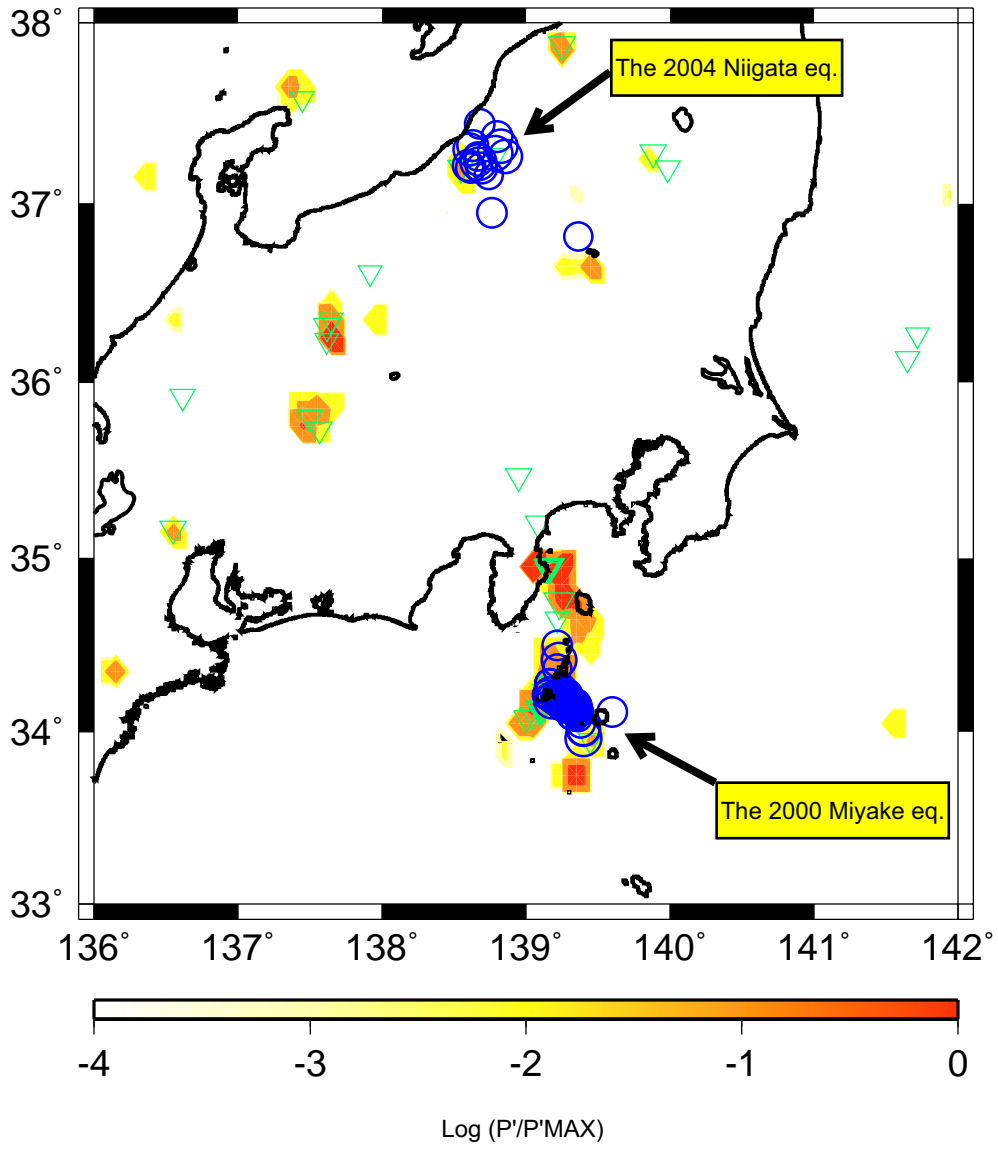 38˚
The 2004 Niigata eq.
37˚
36˚
35˚
34˚
The 2000 Miyake eq.
33˚
136˚ 137˚ 138˚ 139˚ 140˚ 141˚ 142˚
-4 -3 -2 -1 0
Log (P'/P'MAX)